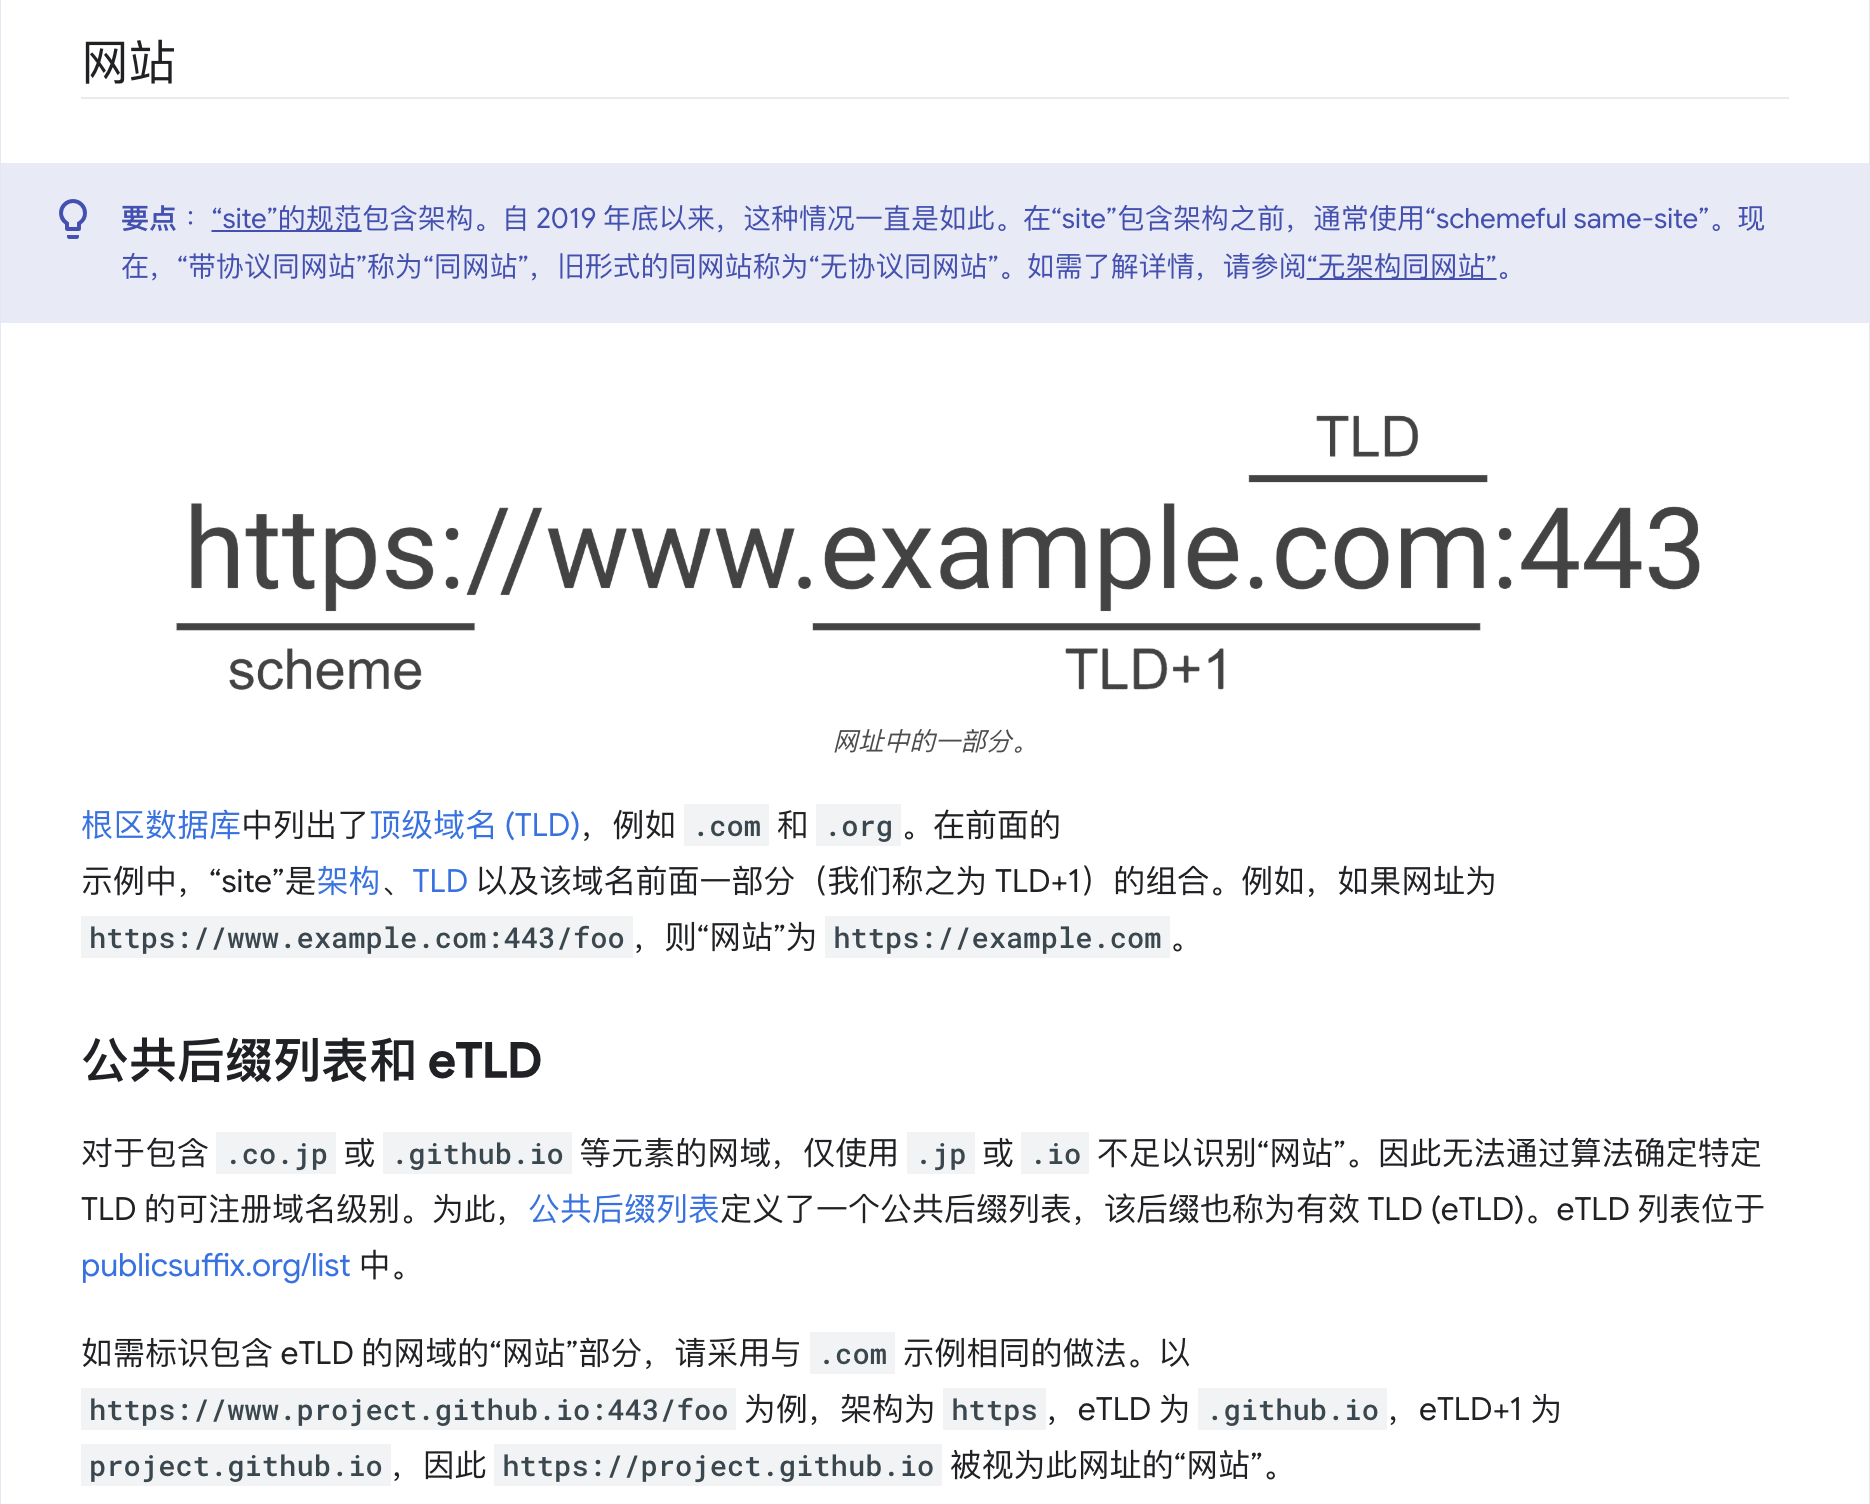 网站
要点：“site”的规范包含架构。自 2019 年底以来，这种情况一直是如此。在“site”包含架构之前，通常使用“schemeful same-site”。现
在，“带协议同网站”称为“同网站”，旧形式的同网站称为“无协议同网站”。如需了解详情，请参阅“无架构同网站”。
TLD
https://www.example.com:443
scheme
TLD+1
网址中的一部分。
根区数据库中列出了顶级域名 (TLD)，例如 .com 和 .org。在前面的
示例中，“site”是架构、TLD 以及该域名前面一部分（我们称之为 TLD+1）的组合。例如，如果网址为
https://www.example.com:443/foo，则“网站”为 https://example.com。
公共后缀列表和 eTLD
对于包含 .co.jp 或 .github.io 等元素的网域，仅使用 .jp 或 .io 不足以识别“网站”。因此无法通过算法确定特定
TLD 的可注册域名级别。为此，公共后缀列表定义了一个公共后缀列表，该后缀也称为有效 TLD (eTLD)。eTLD 列表位于
publicsuffix.org/list 中。
如需标识包含 eTLD 的网域的“网站”部分，请采用与 .com 示例相同的做法。以
https://www.project.github.io:443/foo 为例，架构为 https，eTLD 为 .github.io，eTLD+1 为
project.github.io，因此 https://project.github.io 被视为此网址的“网站”。